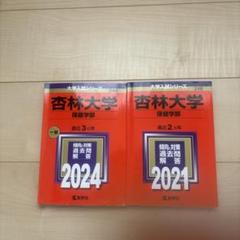 大学入試シリーズ
杏林大学
保健学部
最近3カ年
傾向と対策
過去問
解答
2024
教学社
大学入試シリーズ
杏林大学
保健学部
最近2カ年
傾向と対策
過去問
解答
2021
教学社